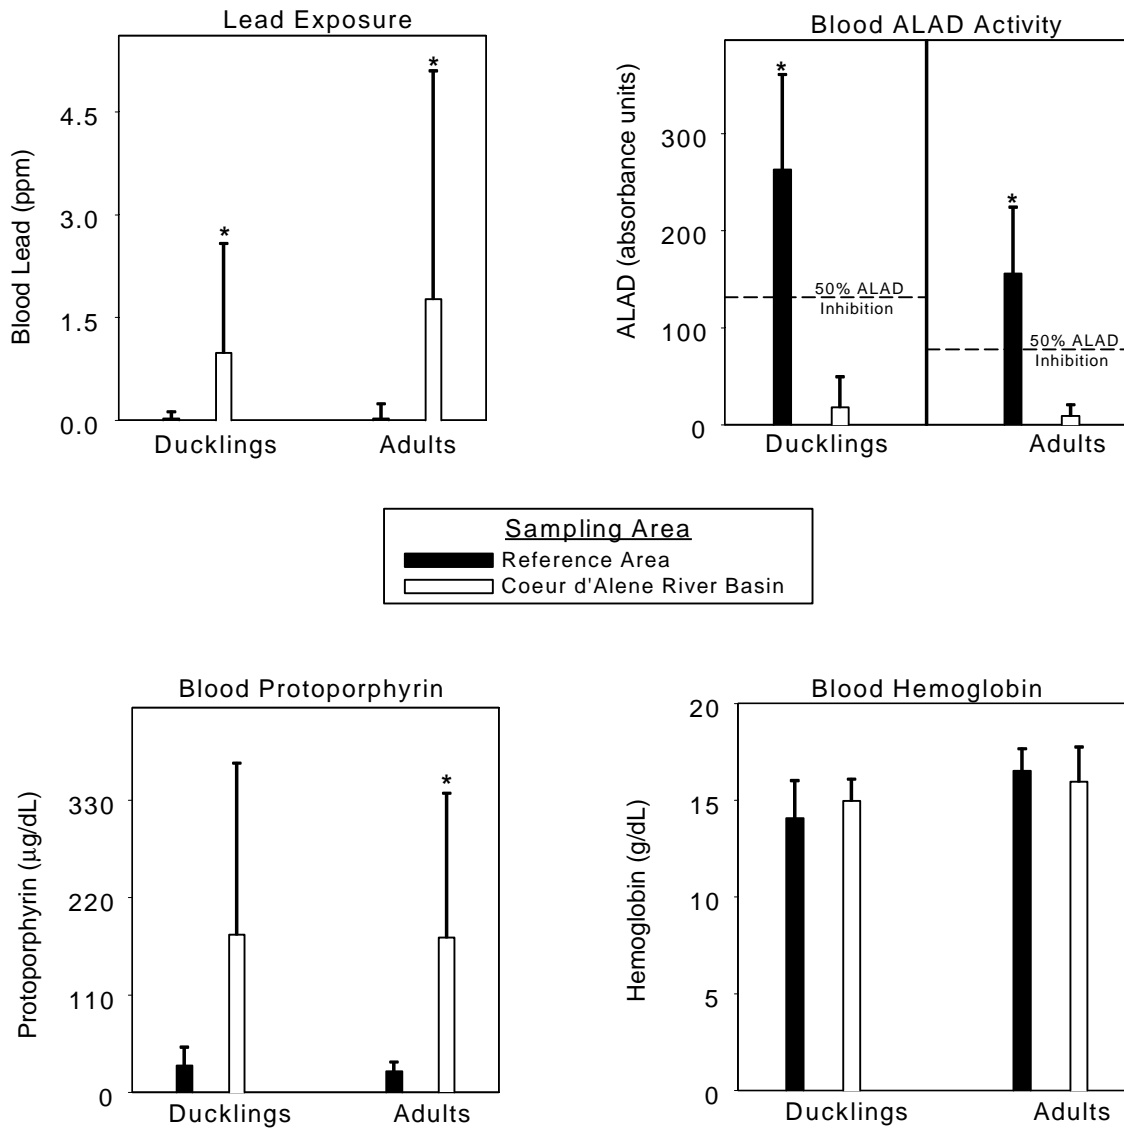 Lead Exposure
Blood Lead (ppm)
4.5
3.0
1.5
0.0
*
*
Ducklings
Adults
Blood ALAD Activity
ALAD (absorbance units)
300
200
100
0
*
*
50% ALAD
Inhibition
50% ALAD
Inhibition
Ducklings
Adults
Sampling Area
Reference Area
Coeur d'Alene River Basin
Blood Protoporphyrin
Protoporphyrin (µg/dL)
330
220
110
0
*
Ducklings
Adults
Blood Hemoglobin
Hemoglobin (g/dL)
20
15
10
5
0
Ducklings
Adults